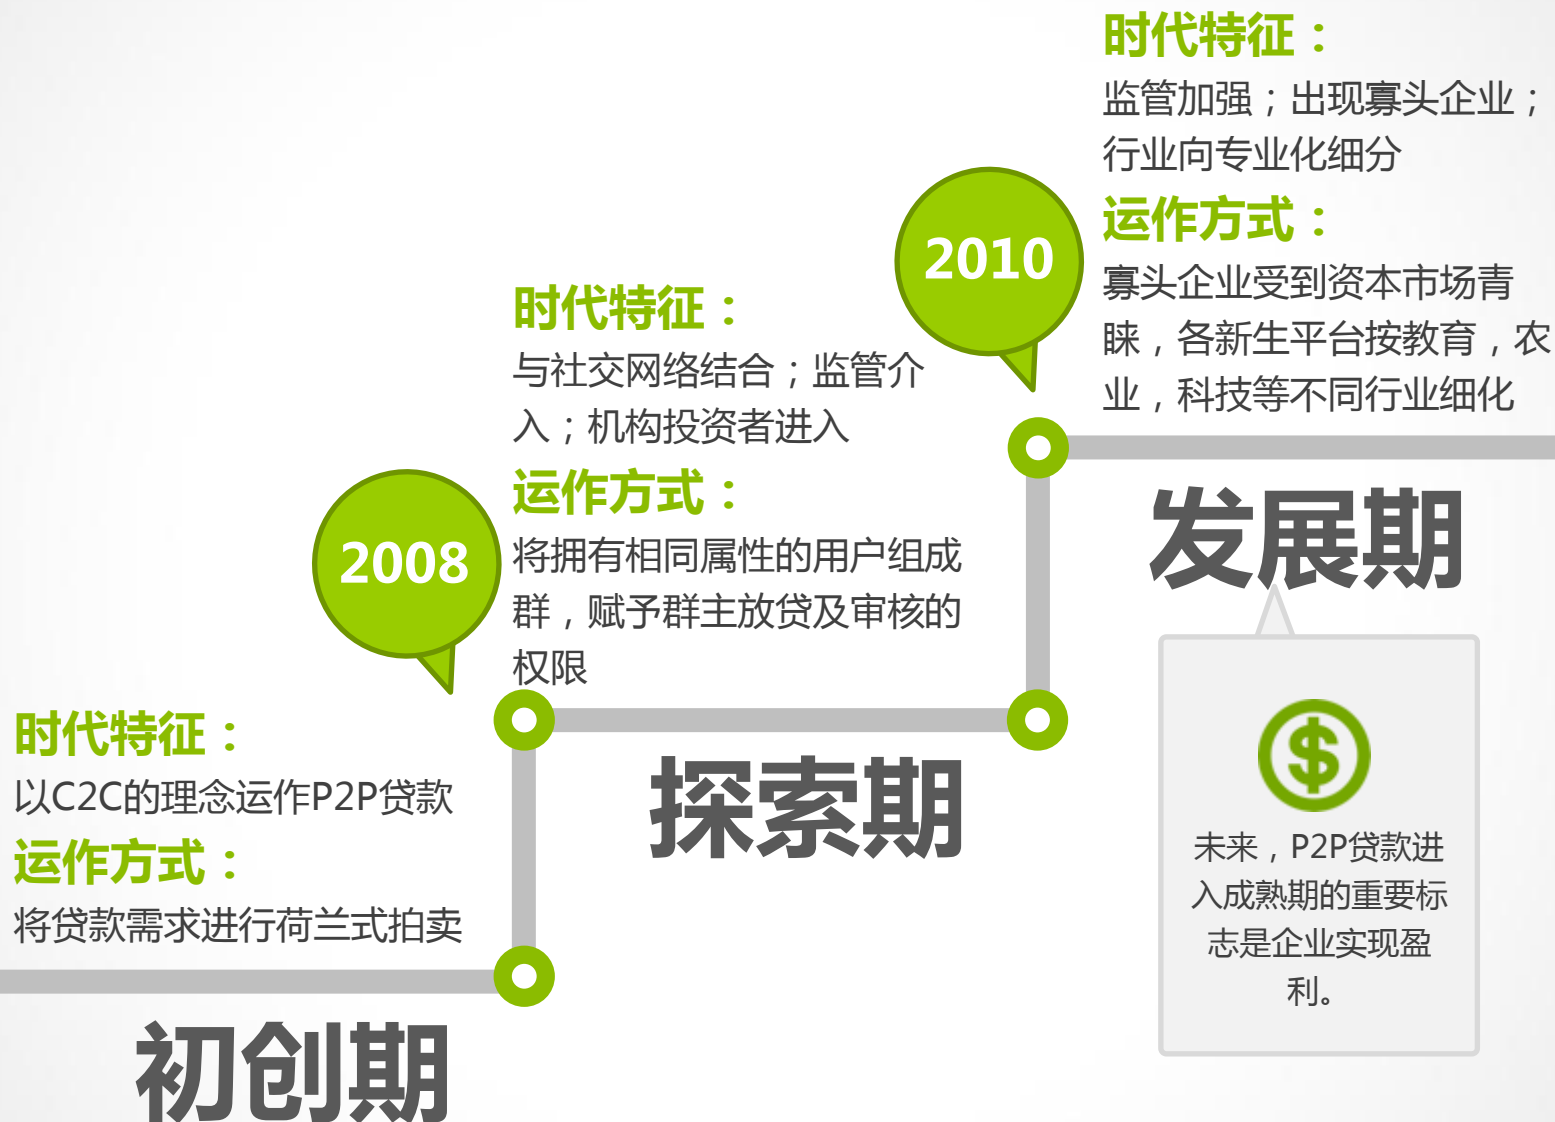 时代特征：
以C2C的理念运作P2P贷款
运作方式：
将贷款需求进行荷兰式拍卖
初创期
2008
时代特征：
与社交网络结合；监管介
入；机构投资者进入
运作方式：
将拥有相同属性的用户组成
群，赋予群主放贷及审核的
权限
探索期
2010
时代特征：
监管加强；出现寡头企业；
行业向专业化细分
运作方式：
寡头企业受到资本市场青
睐，各新生平台按教育，农
业，科技等不同行业细化
发展期
未来，P2P贷款进
入成熟期的重要标
志是企业实现盈
利。